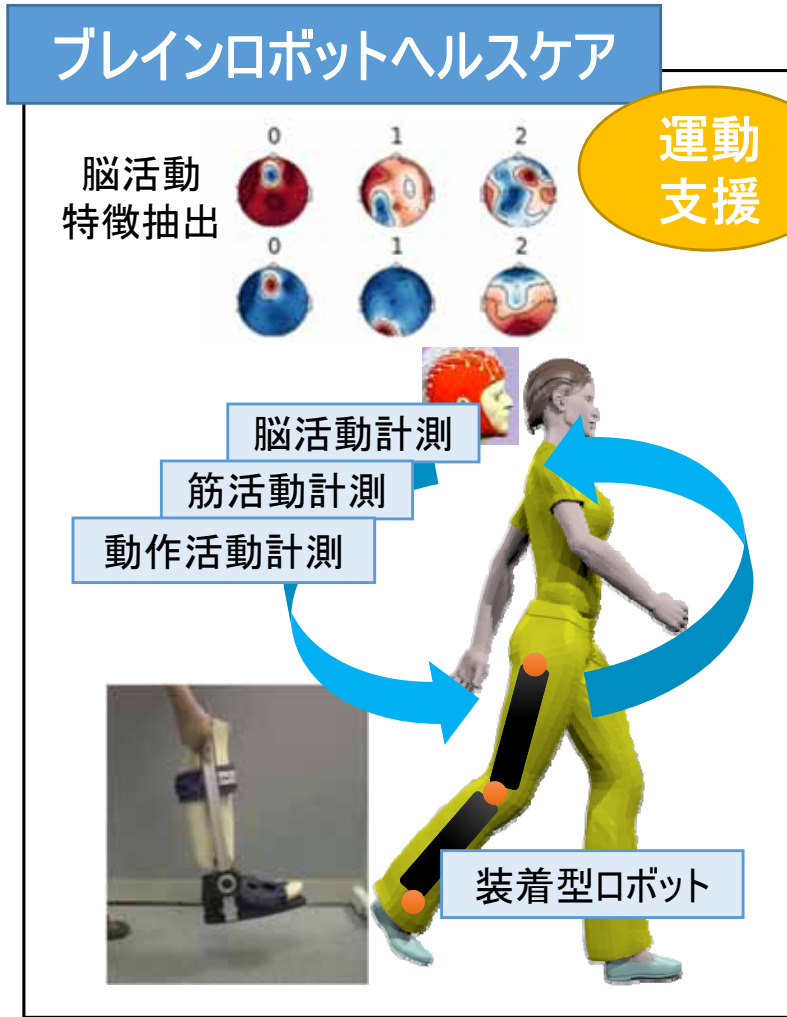 ブレインロボットヘルスケア
運動
支援
脳活動
特徴抽出
0 1 2
0 1 2
脳活動計測
筋活動計測
動作活動計測
装着型ロボット